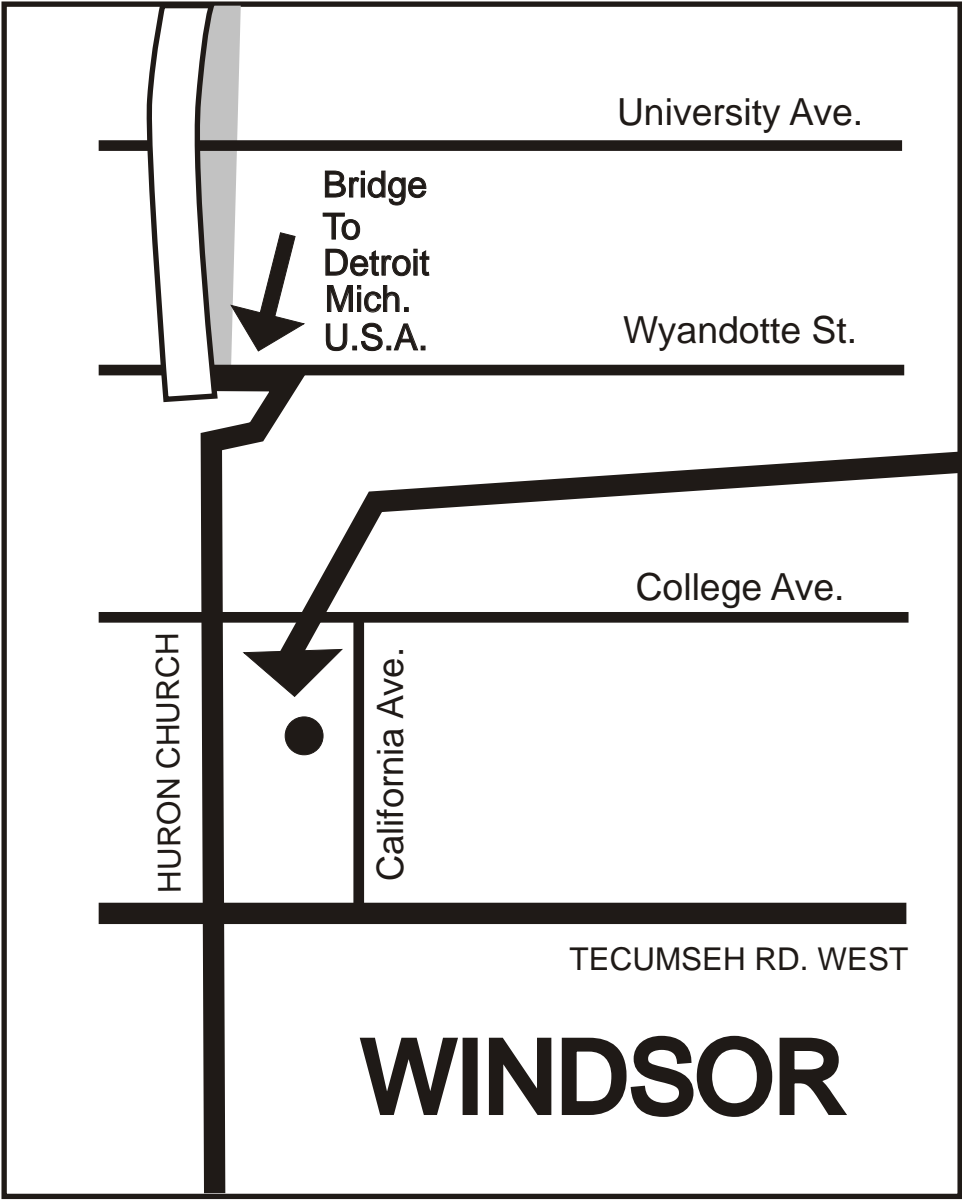 University Ave.
Bridge
To
Detroit
Mich.
U.S.A.
Wyandotte St.
College Ave.
HURON CHURCH
California Ave.
TECUMSEH RD. WEST
WINDSOR